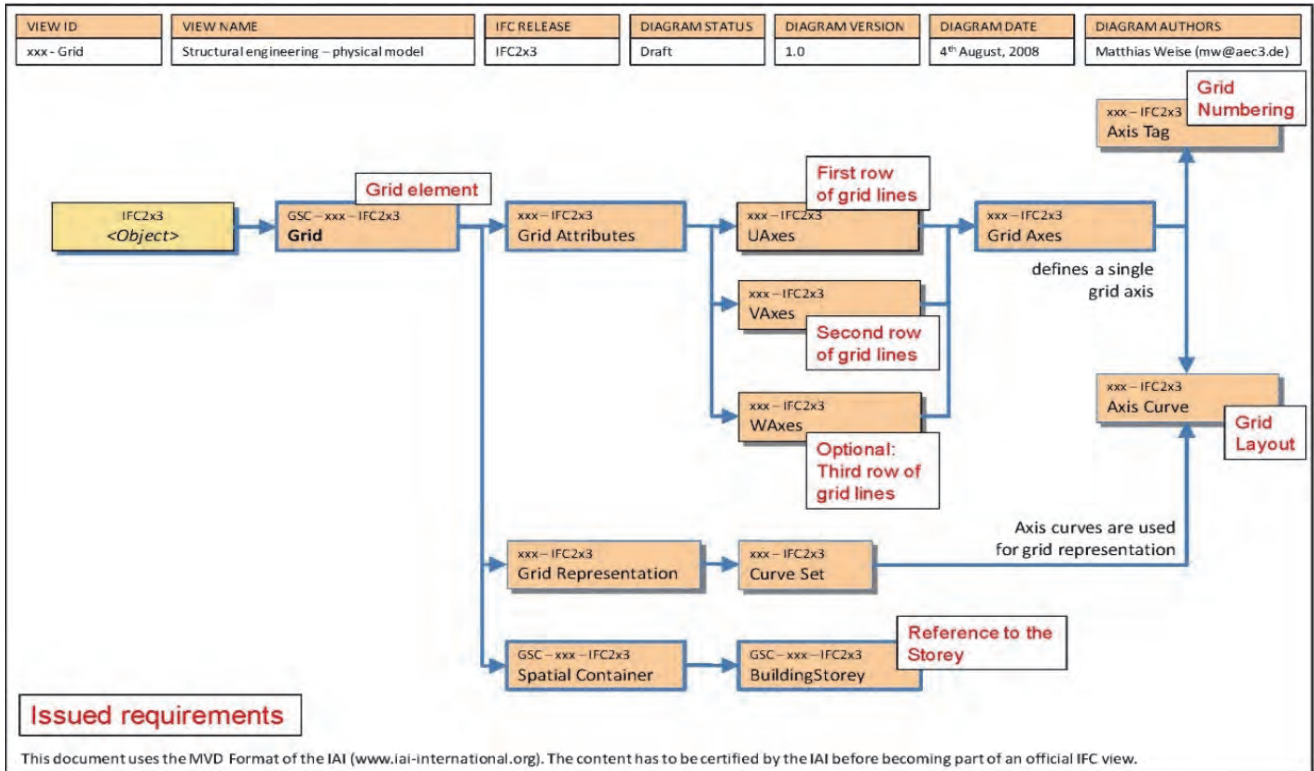 VIEW ID
VIEW NAME
IFC RELEASE
DIAGRAM STATUS
DIAGRAM VERSION
DIAGRAM DATE
DIAGRAM AUTHORS
xxx - Grid
Structural engineering – physical model
IFC2x3
Draft
1.0
4th August, 2008
Matthias Weise (mw@aec3.de)
Grid
Numbering
xxx – IFC2x3
Axis Tag
Grid element
First row
of grid lines
IFC2x3
<Object>
GSC – xxx – IFC2x3
Grid
xxx – IFC2x3
Grid Attributes
xxx – IFC2x3
UAxes
xxx – IFC2x3
Grid Axes
defines a single
grid axis
xxx – IFC2x3
VAxes
Second row
of grid lines
xxx – IFC2x3
WAxes
Optional:
Third row of
grid lines
xxx – IFC2x3
Axis Curve
Grid
Layout
Axis curves are used
for grid representation
xxx – IFC2x3
Grid Representation
xxx – IFC2x3
Curve Set
GSC – xxx – IFC2x3
Spatial Container
GSC – xxx – IFC2x3
BuildingStorey
Reference to the
Storey
Issued requirements
This document uses the MVD Format of the IAI (www.iai-international.org). The content has to be certified by the IAI before becoming part of an official IFC view.